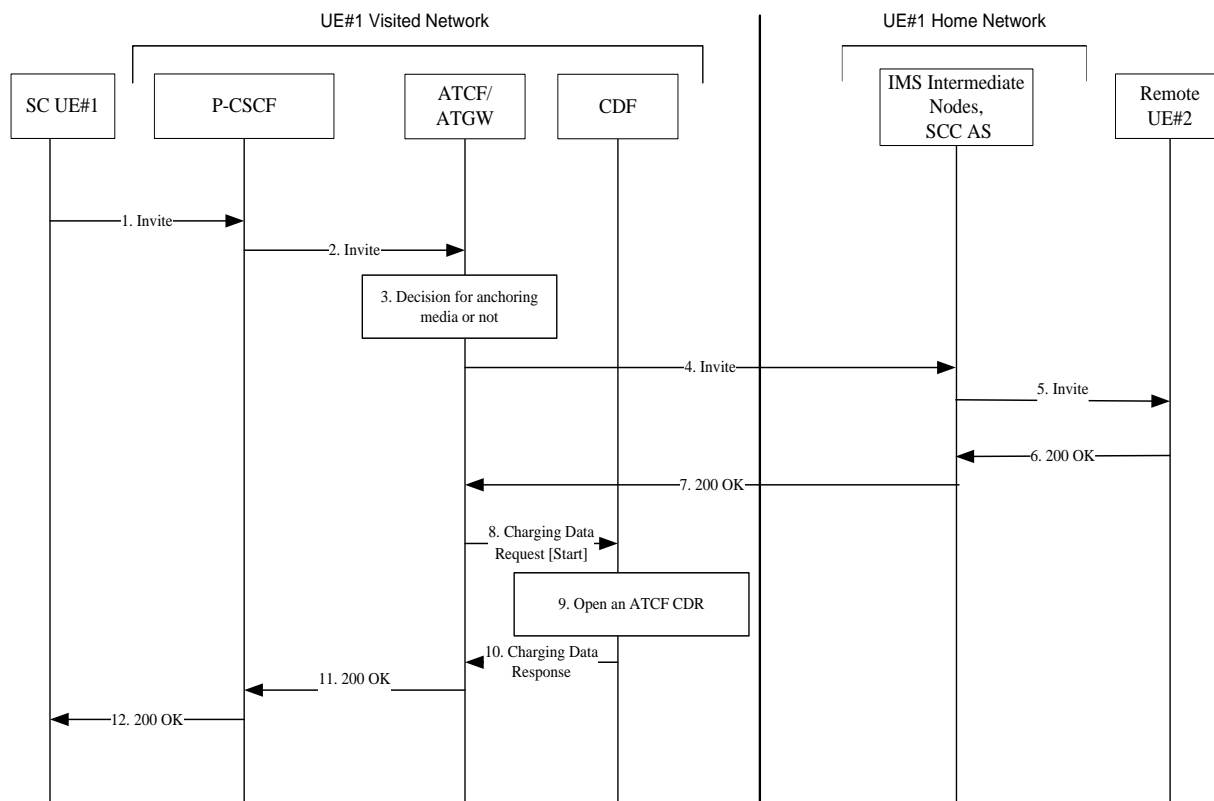 UE#1 Visited Network
UE#1 Home Network
SC UE#1
P-CSCF
ATCF/
ATGW
CDF
IMS Intermediate
Nodes,
SCC AS
Remote
UE#2
1. Invite
2. Invite
3. Decision for anchoring
media or not
4. Invite
5. Invite
6. 200 OK
7. 200 OK
8. Charging Data
Request [Start]
9. Open an ATCF CDR
10. Charging Data
Response
11. 200 OK
12. 200 OK